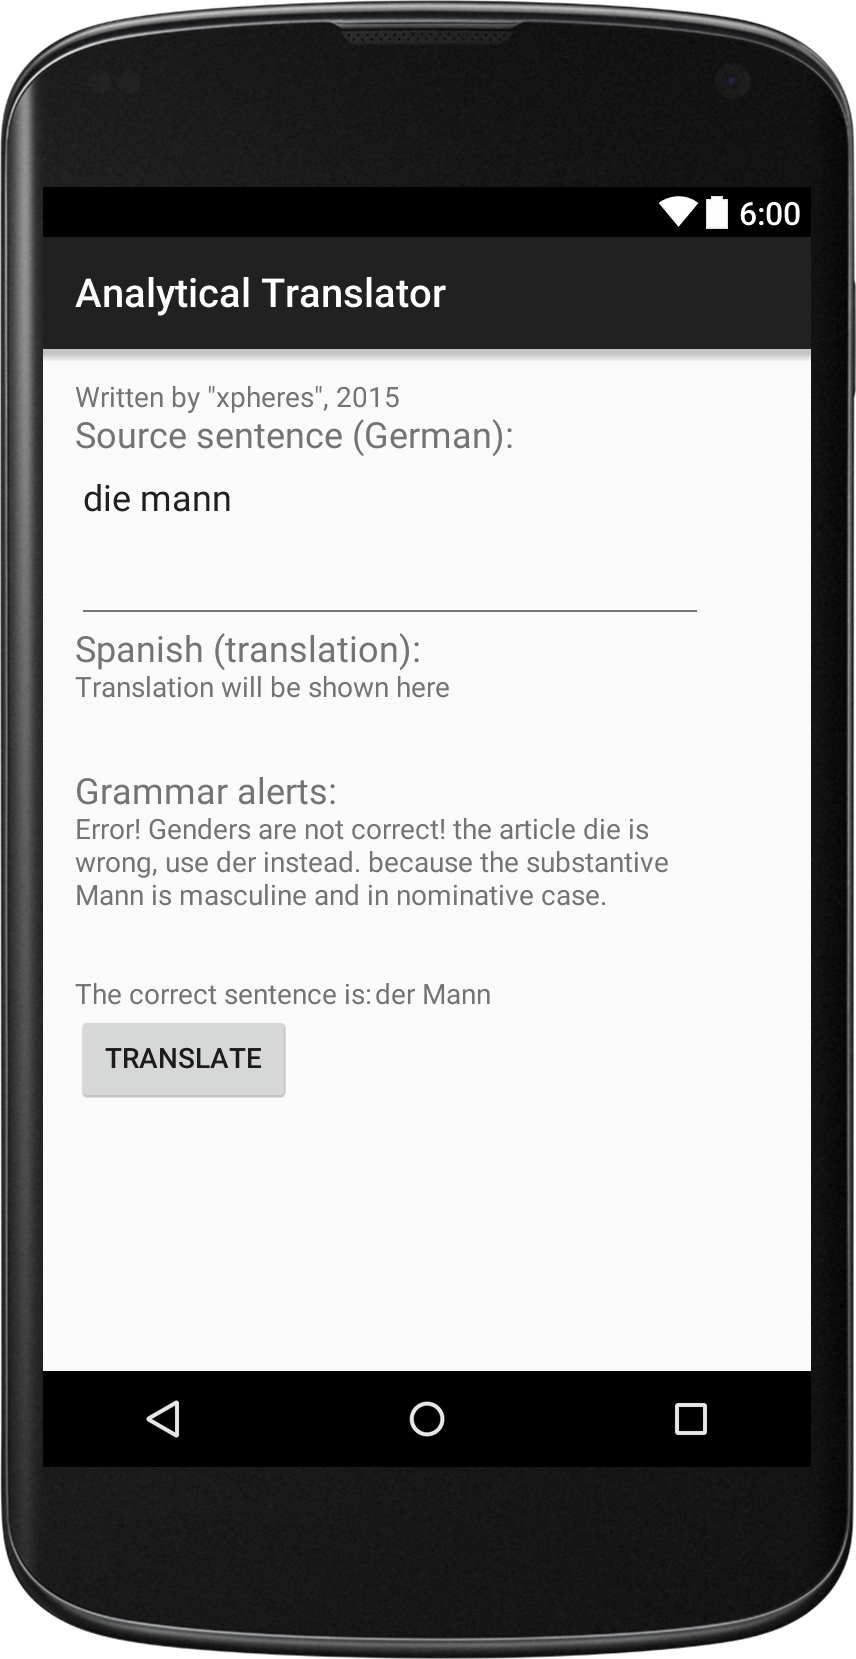 6:00
Analytical Translator
Written by "xpheres", 2015
Source sentence (German):
die mann
Spanish (translation):
Translation will be shown here
Grammar alerts:
Error! Genders are not correct! the article die is
wrong, use der instead. because the substantive
Mann is masculine and in nominative case.
The correct sentence is: der Mann
TRANSLATE